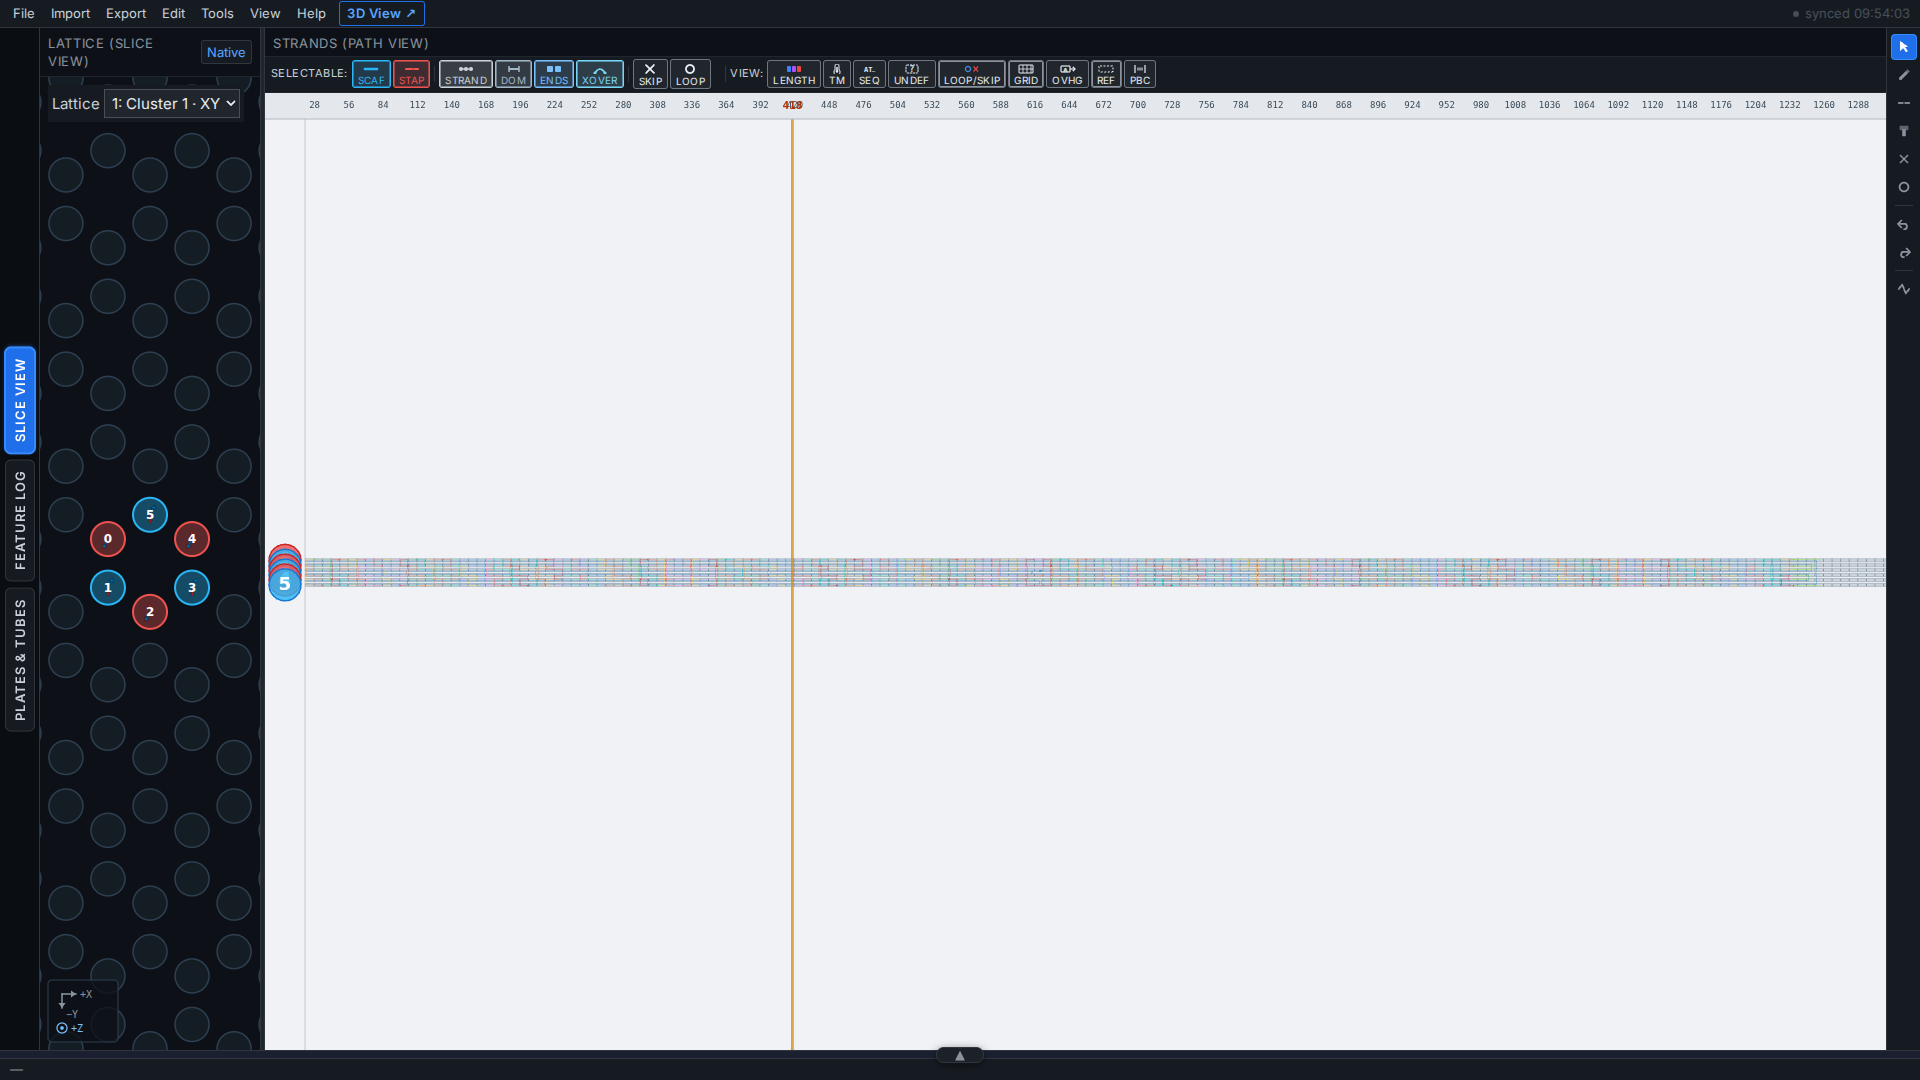 File Import Export Edit Tools View Help 3D View ↗ synced 09:54:03
LATTICE (SLICE
VIEW)
Native
STRANDS (PATH VIEW)
SELECTABLE: SCAF STAP STRAND DOM ENDS XOVER SKIP LOOP VIEW: LENGTH TM SEQ UNDEF LOOP/SKIP GRID OVHG REF PBC
Lattice 1: Cluster 1 · XY
28 56 84 112 140 168 196 224 252 280 308 336 364 392 448 476 504 532 560 588 616 644 672 700 728 756 784 812 840 868 896 924 952 980 1008 1036 1064 1092 1120 1148 1176 1204 1232 1260 1288
SLICE VIEW
FEATURE LOG
PLATES & TUBES
5
0
4
1
3
2
5
+X
−Y
+Z